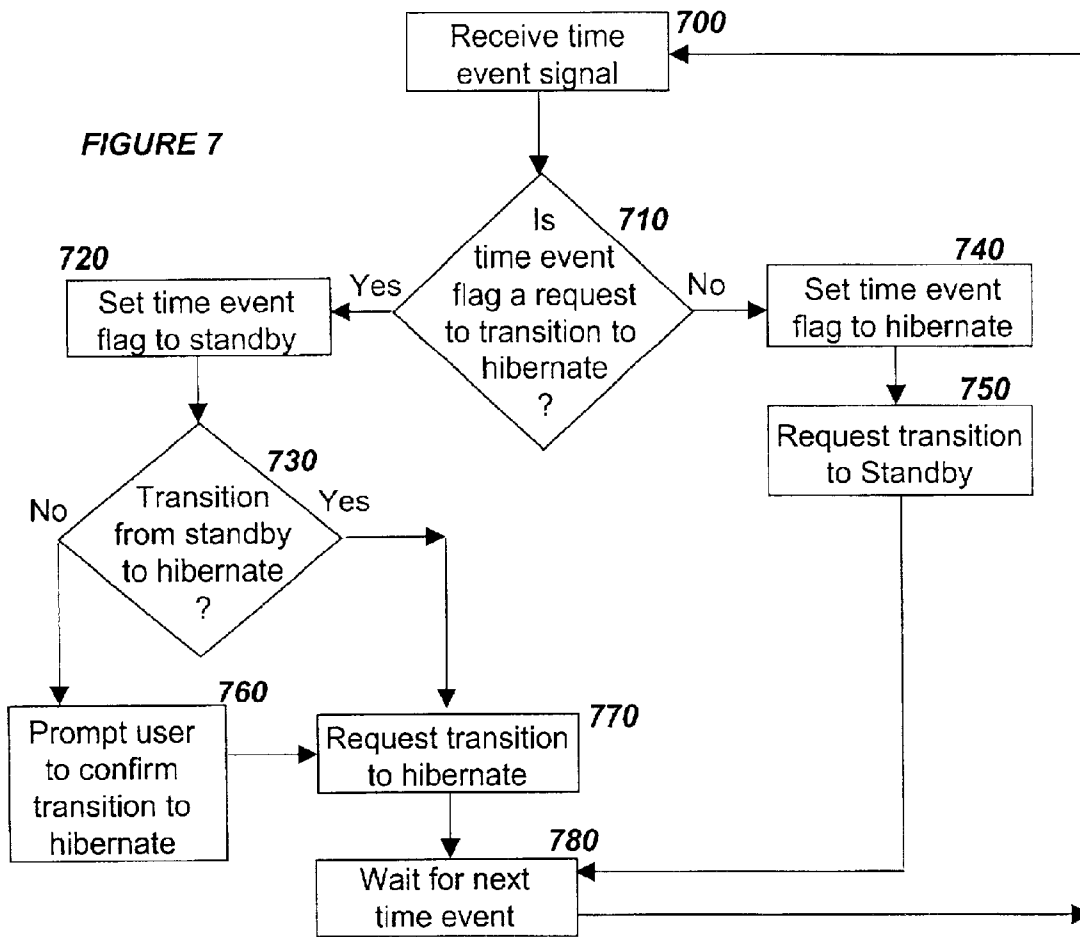 700
Receive time
event signal
FIGURE 7
710
Is
time event
flag a request
to transition to
hibernate
?
Yes
No
720
Set time event
flag to standby
740
Set time event
flag to hibernate
750
Request transition
to Standby
730
Transition
from standby
to hibernate
?
No
Yes
760
Prompt user
to confirm
transition to
hibernate
770
Request transition
to hibernate
780
Wait for next
time event